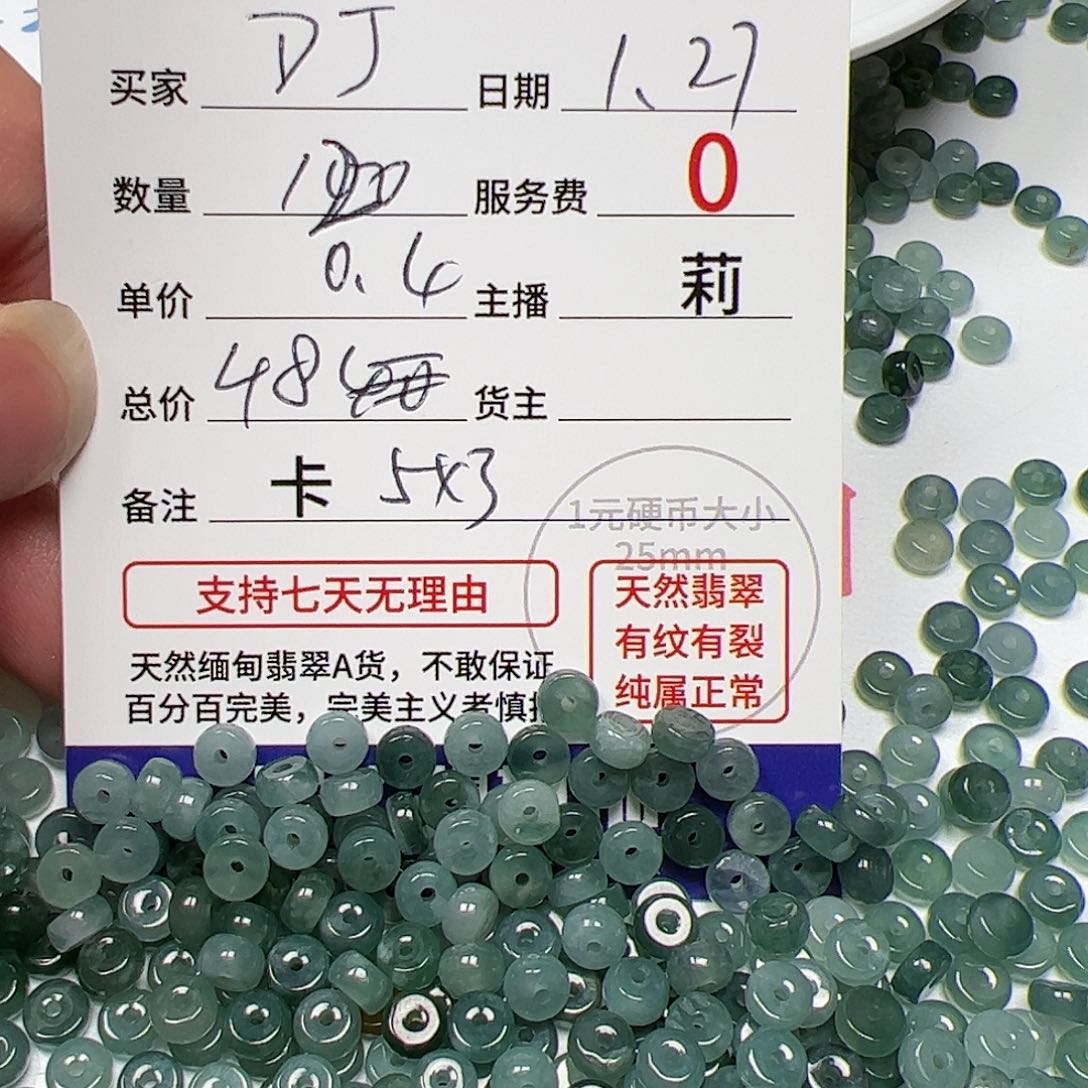 买家 DJ 日期 1.27
数量 服务费 0
单价 0.4 主播 莉
总价 48 货主
备注 卡 5x3
1元硬币大小
25mm
支持七天无理由
天然翡翠
有纹有裂
纯属正常
天然缅甸翡翠A货，不敢保证
百分百完美，完美主义者慎